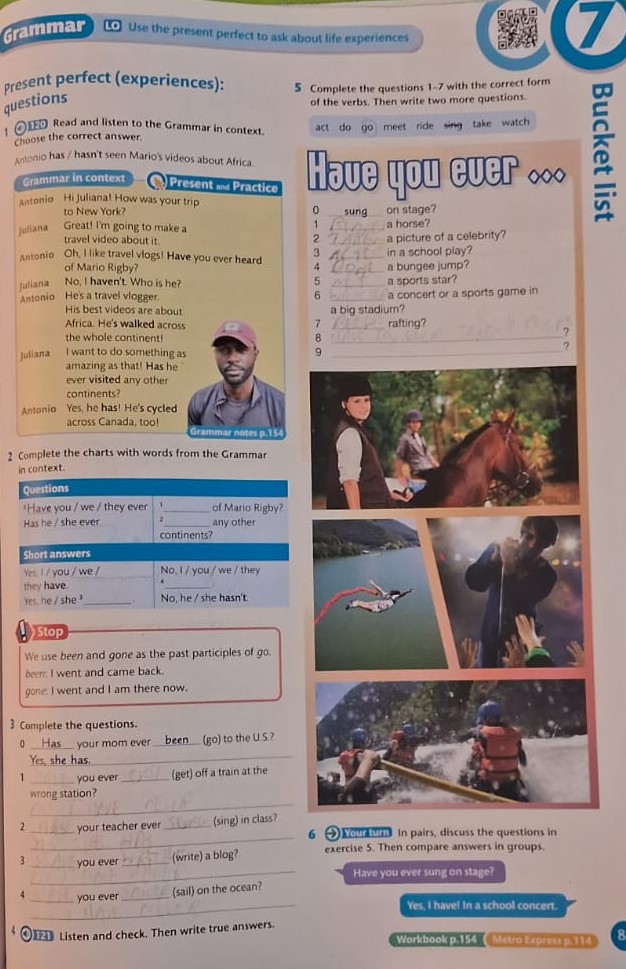 Grammar
LO Use the present perfect to ask about life experiences
7
Bucket list
Present perfect (experiences):
questions
1 120 Read and listen to the Grammar in context.
Choose the correct answer.
Antonio has / hasn't seen Mario's videos about Africa.
Grammar in context Present and Practice
Antonio Hi Juliana! How was your trip
to New York?
Juliana Great! I'm going to make a
travel video about it.
Antonio Oh, I like travel vlogs! Have you ever heard
of Mario Rigby?
Juliana No, I haven't. Who is he?
Antonio He's a travel vlogger.
His best videos are about
Africa. He's walked across
the whole continent!
Juliana I want to do something as
amazing as that! Has he
ever visited any other
continents?
Antonio Yes, he has! He's cycled
across Canada, too!
Grammar notes p.154
2 Complete the charts with words from the Grammar
in context.
Questions
Have you / we / they ever 1 of Mario Rigby?
Has he / she ever 2 any other
continents?
Short answers
Yes, I / you / we / No, I / you / we / they
they have. 4 .
Yes, he / she 3 . No, he / she hasn't.
! Stop
We use been and gone as the past participles of go.
been: I went and came back.
gone: I went and I am there now.
3 Complete the questions.
0 Has your mom ever been (go) to the U.S.?
Yes, she has.
1 you ever (get) off a train at the
wrong station?
2 your teacher ever (sing) in class?
3 you ever (write) a blog?
4 you ever (sail) on the ocean?
4 121 Listen and check. Then write true answers.
5 Complete the questions 1–7 with the correct form
of the verbs. Then write two more questions.
act do go meet ride sing take watch
Have you ever ...
0 sung on stage?
1 a horse?
2 a picture of a celebrity?
3 in a school play?
4 a bungee jump?
5 a sports star?
6 a concert or a sports game in
a big stadium?
7 rafting?
8 ?
9 ?
6 Your turn In pairs, discuss the questions in
exercise 5. Then compare answers in groups.
Have you ever sung on stage?
Yes, I have! In a school concert.
Workbook p.154 Metro Express p.114
8